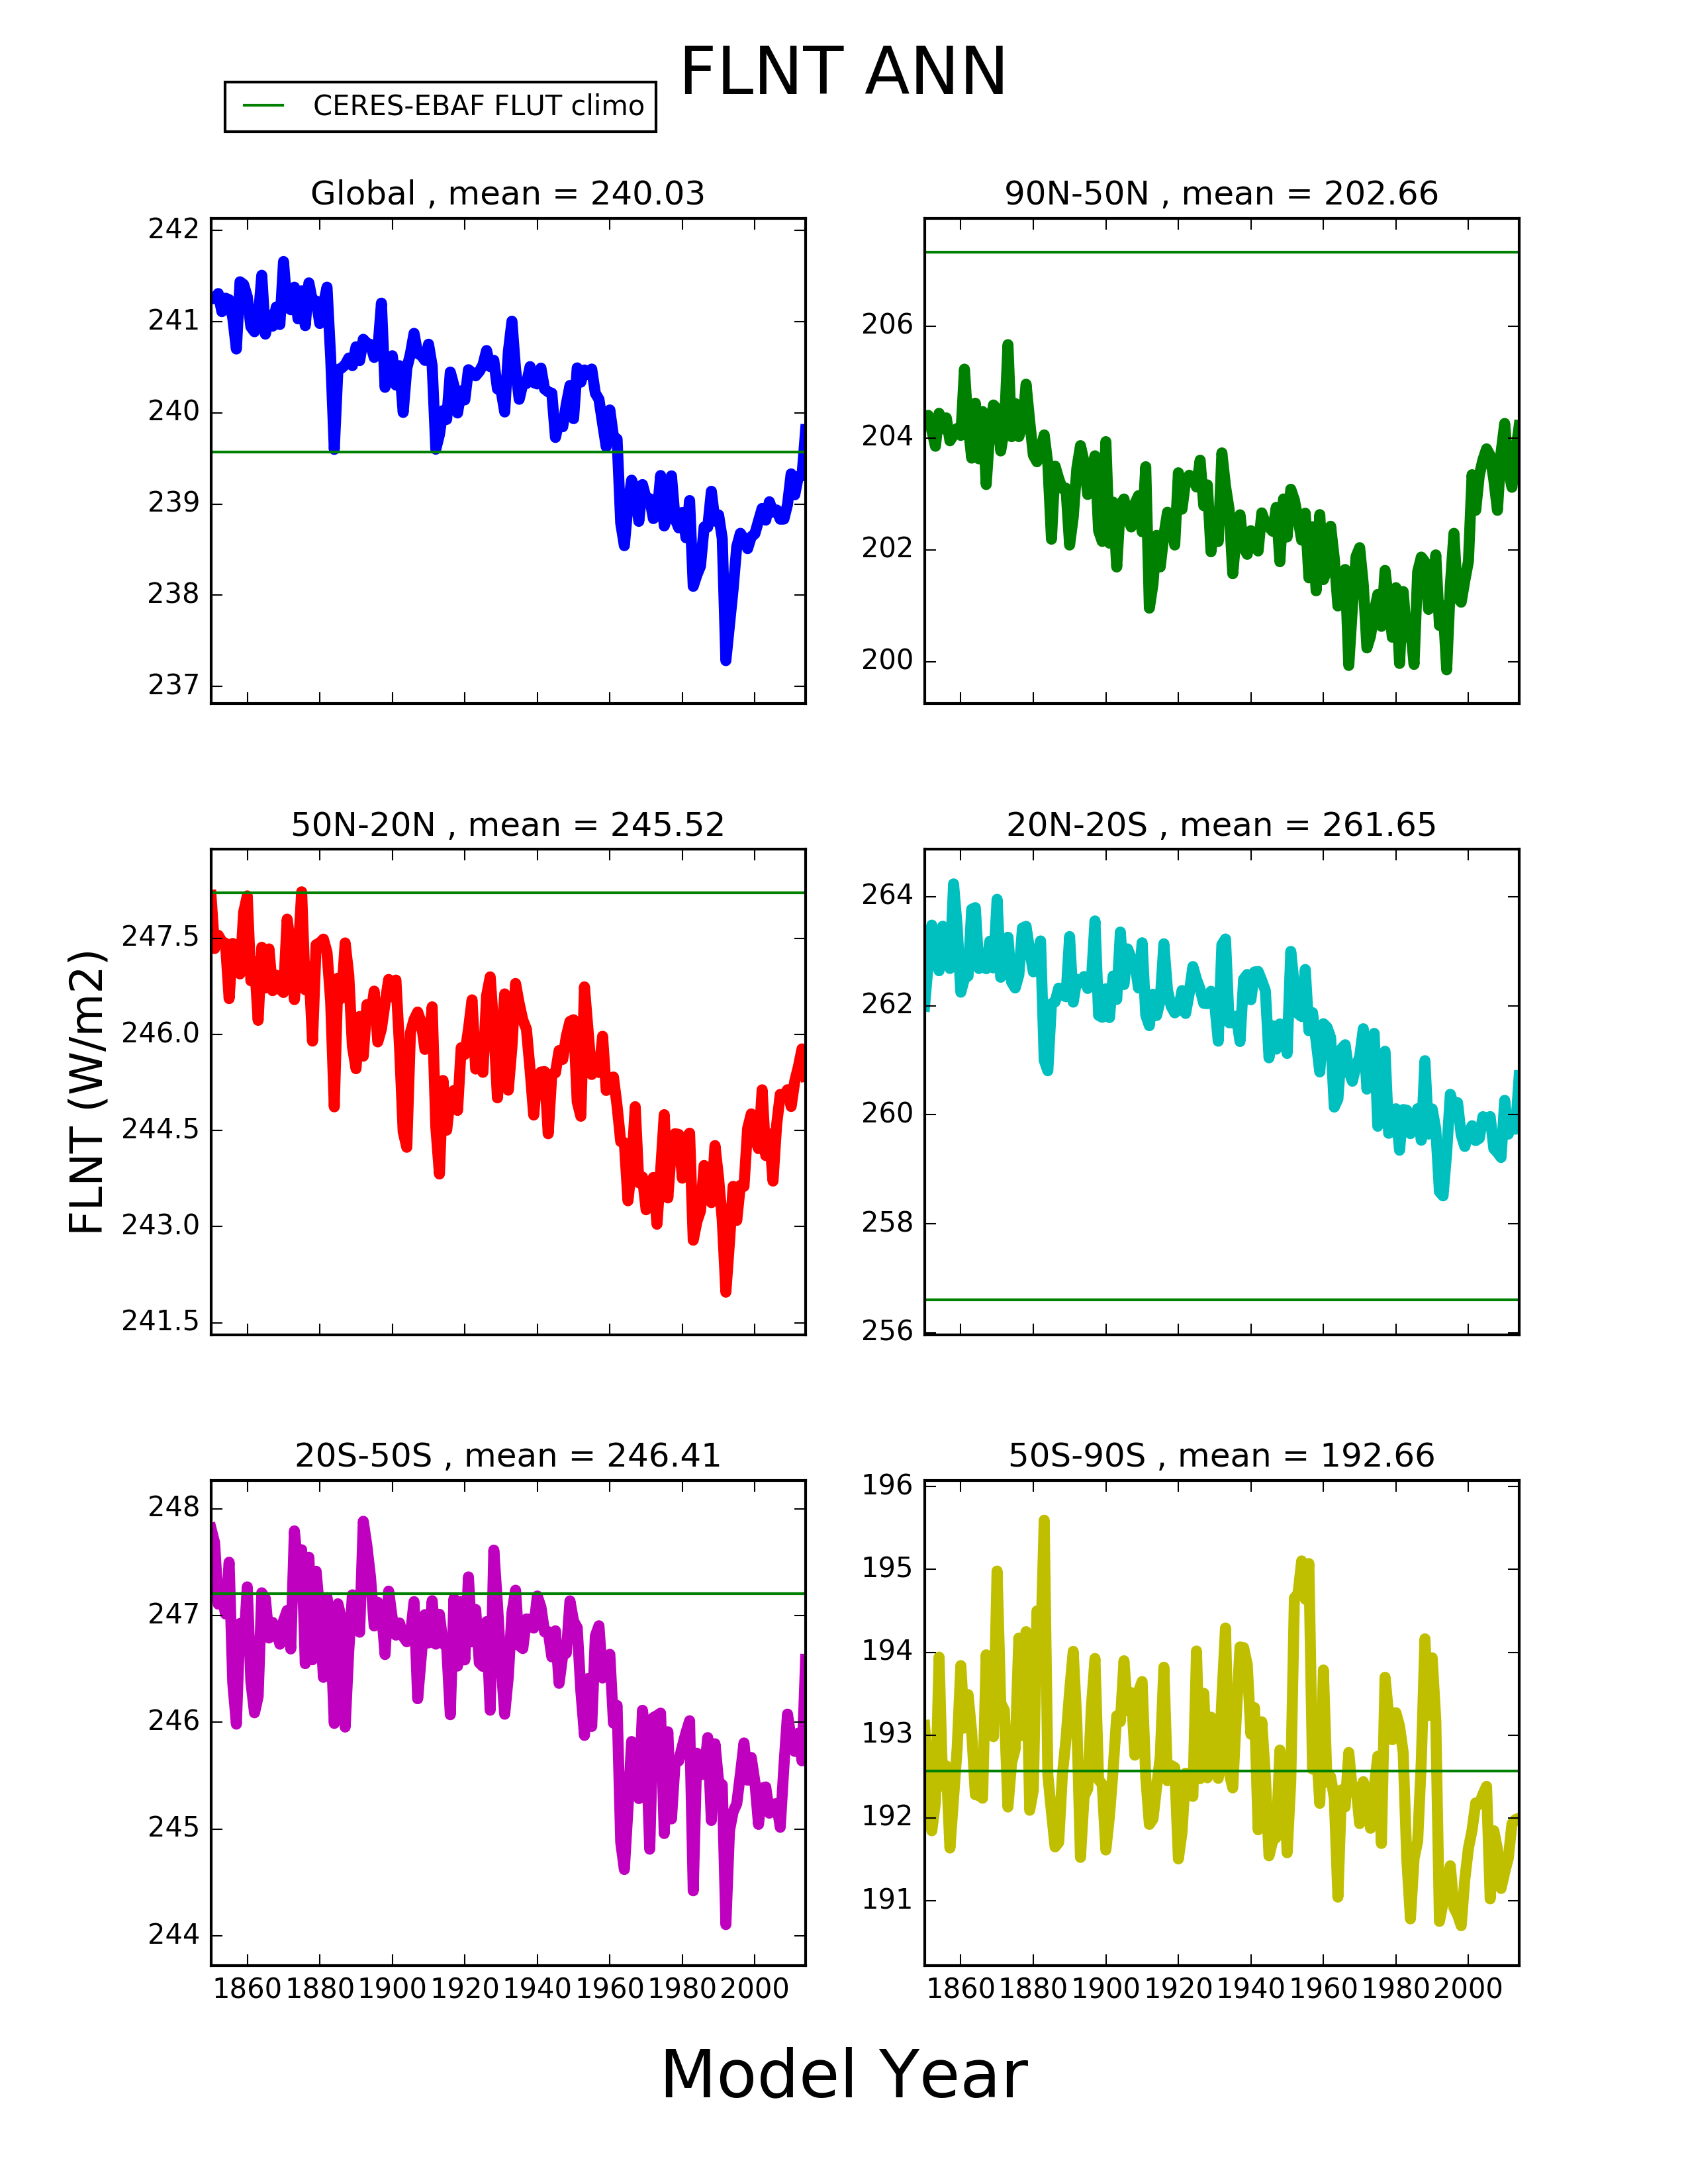 FLNT ANN
CERES-EBAF FLUT climo
Global , mean = 240.03
90N-50N , mean = 202.66
242
241
240
239
238
237
206
204
202
200
50N-20N , mean = 245.52
20N-20S , mean = 261.65
FLNT (W/m2)
247.5
246.0
244.5
243.0
241.5
264
262
260
258
256
20S-50S , mean = 246.41
50S-90S , mean = 192.66
248
247
246
245
244
196
195
194
193
192
191
1860 1880 1900 1920 1940 1960 1980 2000
1860 1880 1900 1920 1940 1960 1980 2000
Model Year